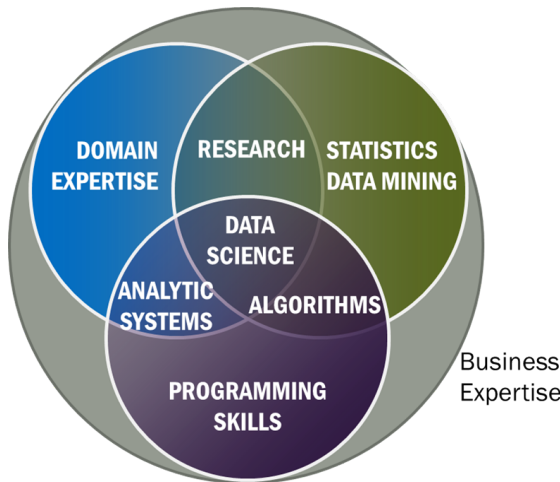 DOMAIN
EXPERTISE
RESEARCH
STATISTICS
DATA MINING
DATA
SCIENCE
ANALYTIC
SYSTEMS
ALGORITHMS
PROGRAMMING
SKILLS
Business
Expertise